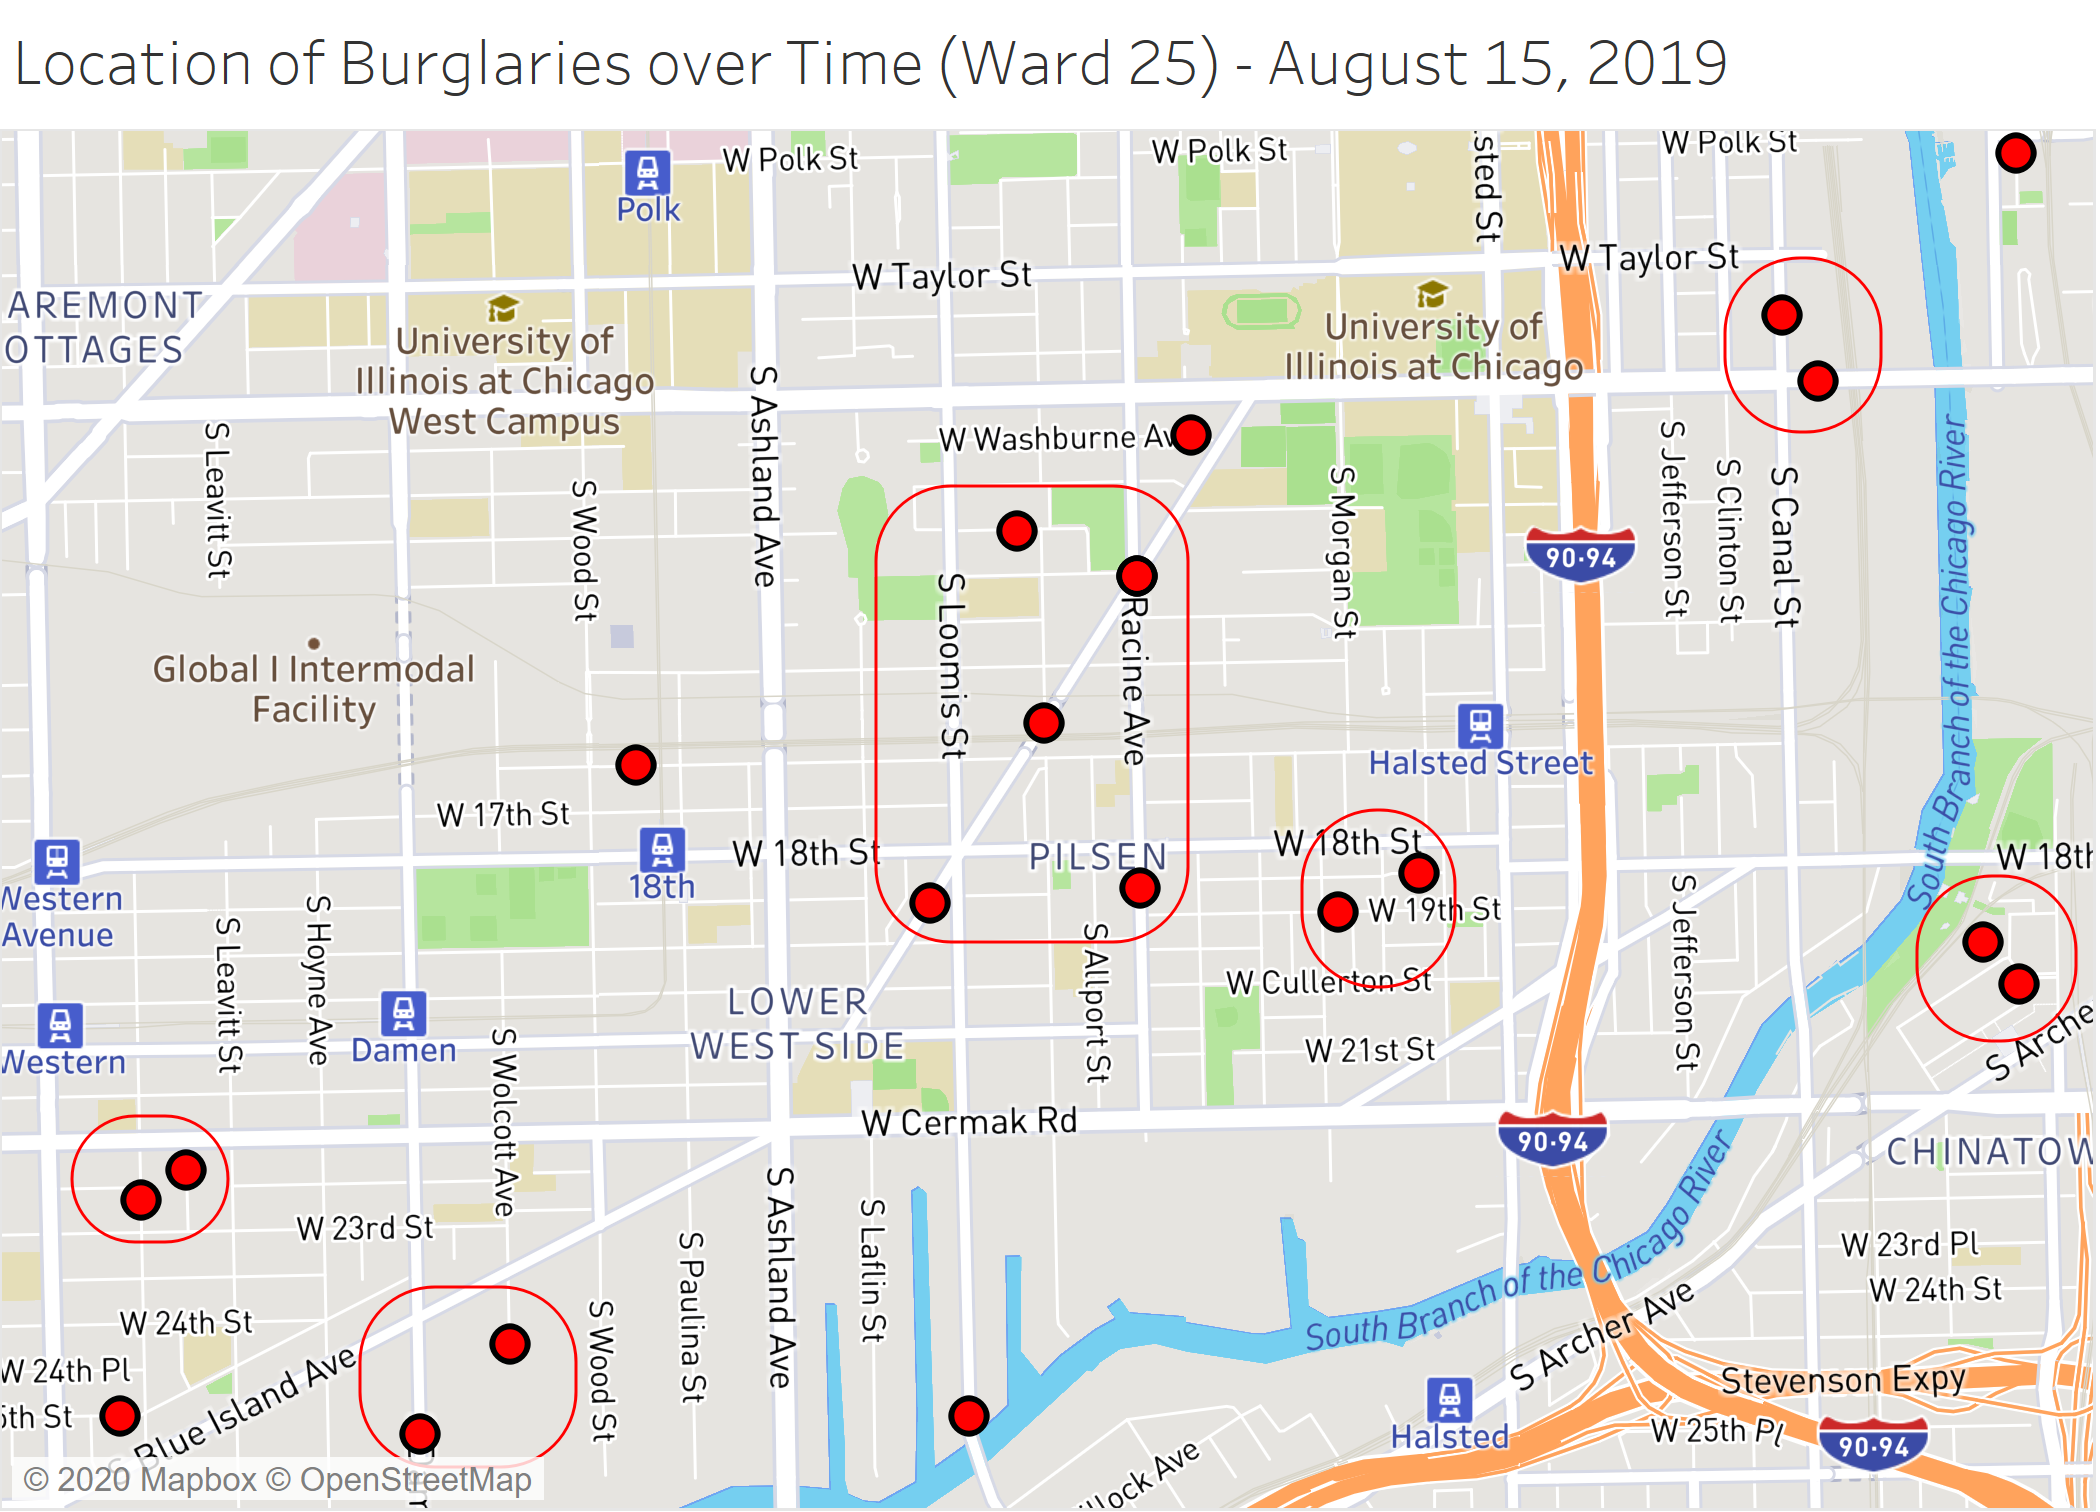 Location of Burglaries over Time (Ward 25) - August 15, 2019
W Polk St
W Polk St
W Polk St
Polk
sted St
W Taylor St
W Taylor St
AREMONT
OTTAGES
University of
Illinois at Chicago
West Campus
University of
Illinois at Chicago
S Ashland Ave
W Washburne Av
S Leavitt St
S Wood St
S Morgan St
S Jefferson St
S Clinton St
S Canal St
South Branch of the Chicago River
90-94
S Loomis St
Racine Ave
Global I Intermodal
Facility
Halsted Street
W 17th St
18th
W 18th St
PILSEN
W 18th St
W 19th St
W 18th
Western
Avenue
S Leavitt St
S Hoyne Ave
S Allport St
W Cullerton St
S Jefferson St
LOWER
WEST SIDE
Western
Damen
S Wolcott Ave
W 21st St
S Arche
W Cermak Rd
90-94
CHINATOW
W 23rd St
S Paulina St
S Ashland Ave
S Laflin St
W 23rd Pl
W 24th St
W 24th St
S Wood St
South Branch of the Chicago River
S Archer Ave
W 24th Pl
5th St
S Blue Island Ave
Stevenson Expy
Halsted
W 25th Pl
90-94
llock Ave
© 2020 Mapbox © OpenStreetMap